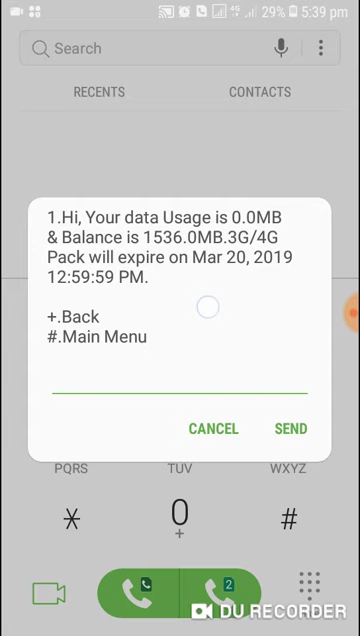 4G
29% 5:39 pm
Search
RECENTS CONTACTS
1.Hi, Your data Usage is 0.0MB
& Balance is 1536.0MB.3G/4G
Pack will expire on Mar 20, 2019
12:59:59 PM.
+.Back
#.Main Menu
CANCEL SEND
PQRS TUV WXYZ
* 0 #
+
2
DU RECORDER